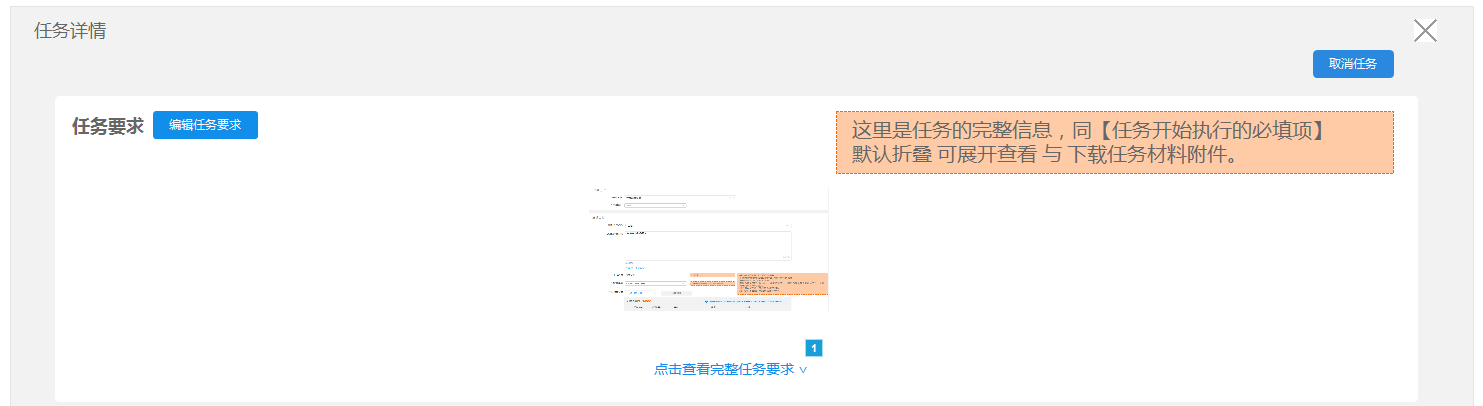 任务详情
取消任务
任务要求
编辑任务要求
这里是任务的完整信息，同【任务开始执行的必填项】
默认折叠 可展开查看 与 下载任务材料附件。
1
点击查看完整任务要求